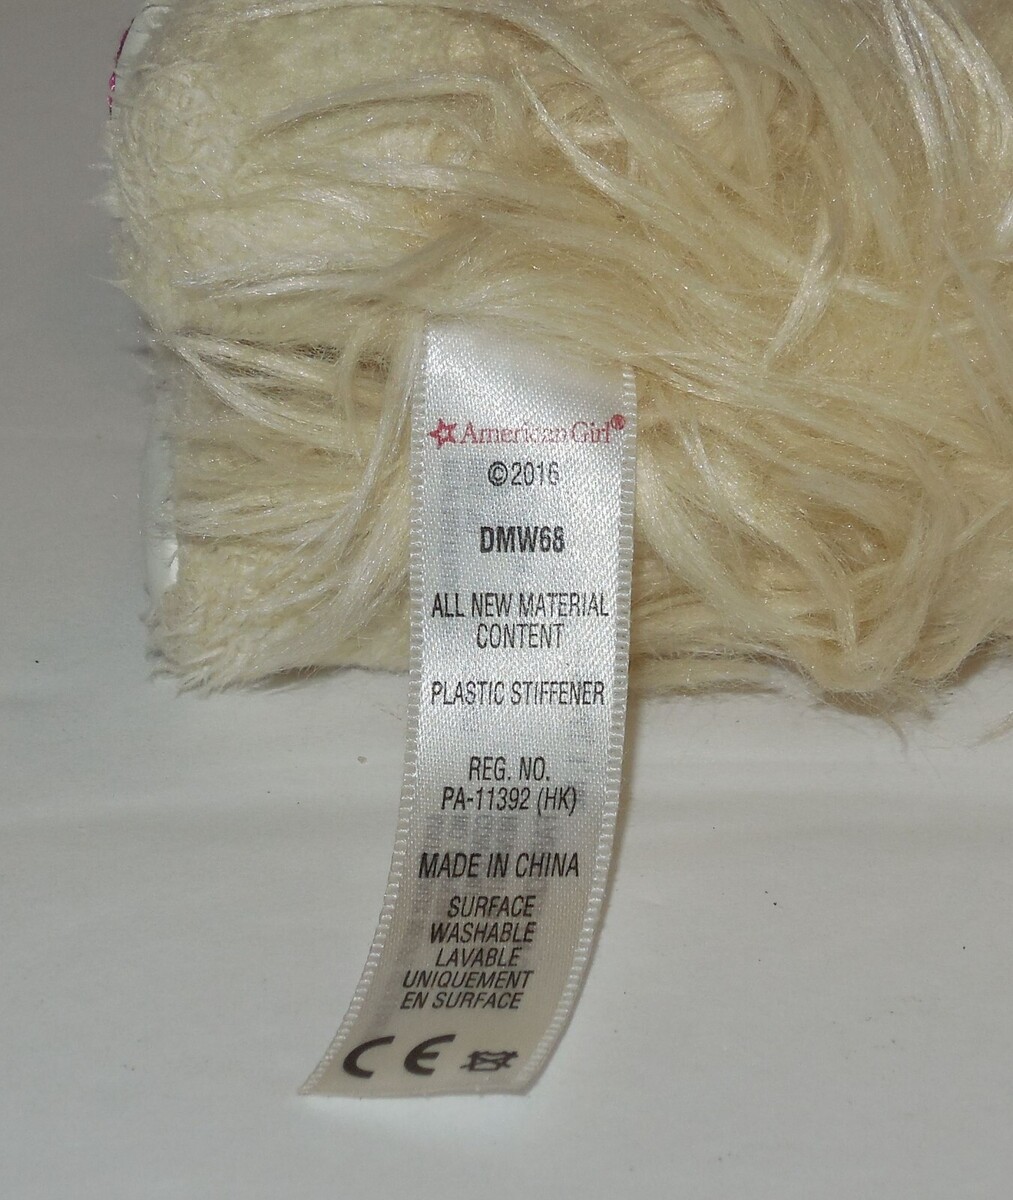 American Girl®
©2016
DMW68
ALL NEW MATERIAL
CONTENT
PLASTIC STIFFENER
REG. NO.
PA-11392 (HK)
MADE IN CHINA
SURFACE
WASHABLE
LAVABLE
UNIQUEMENT
EN SURFACE
CE